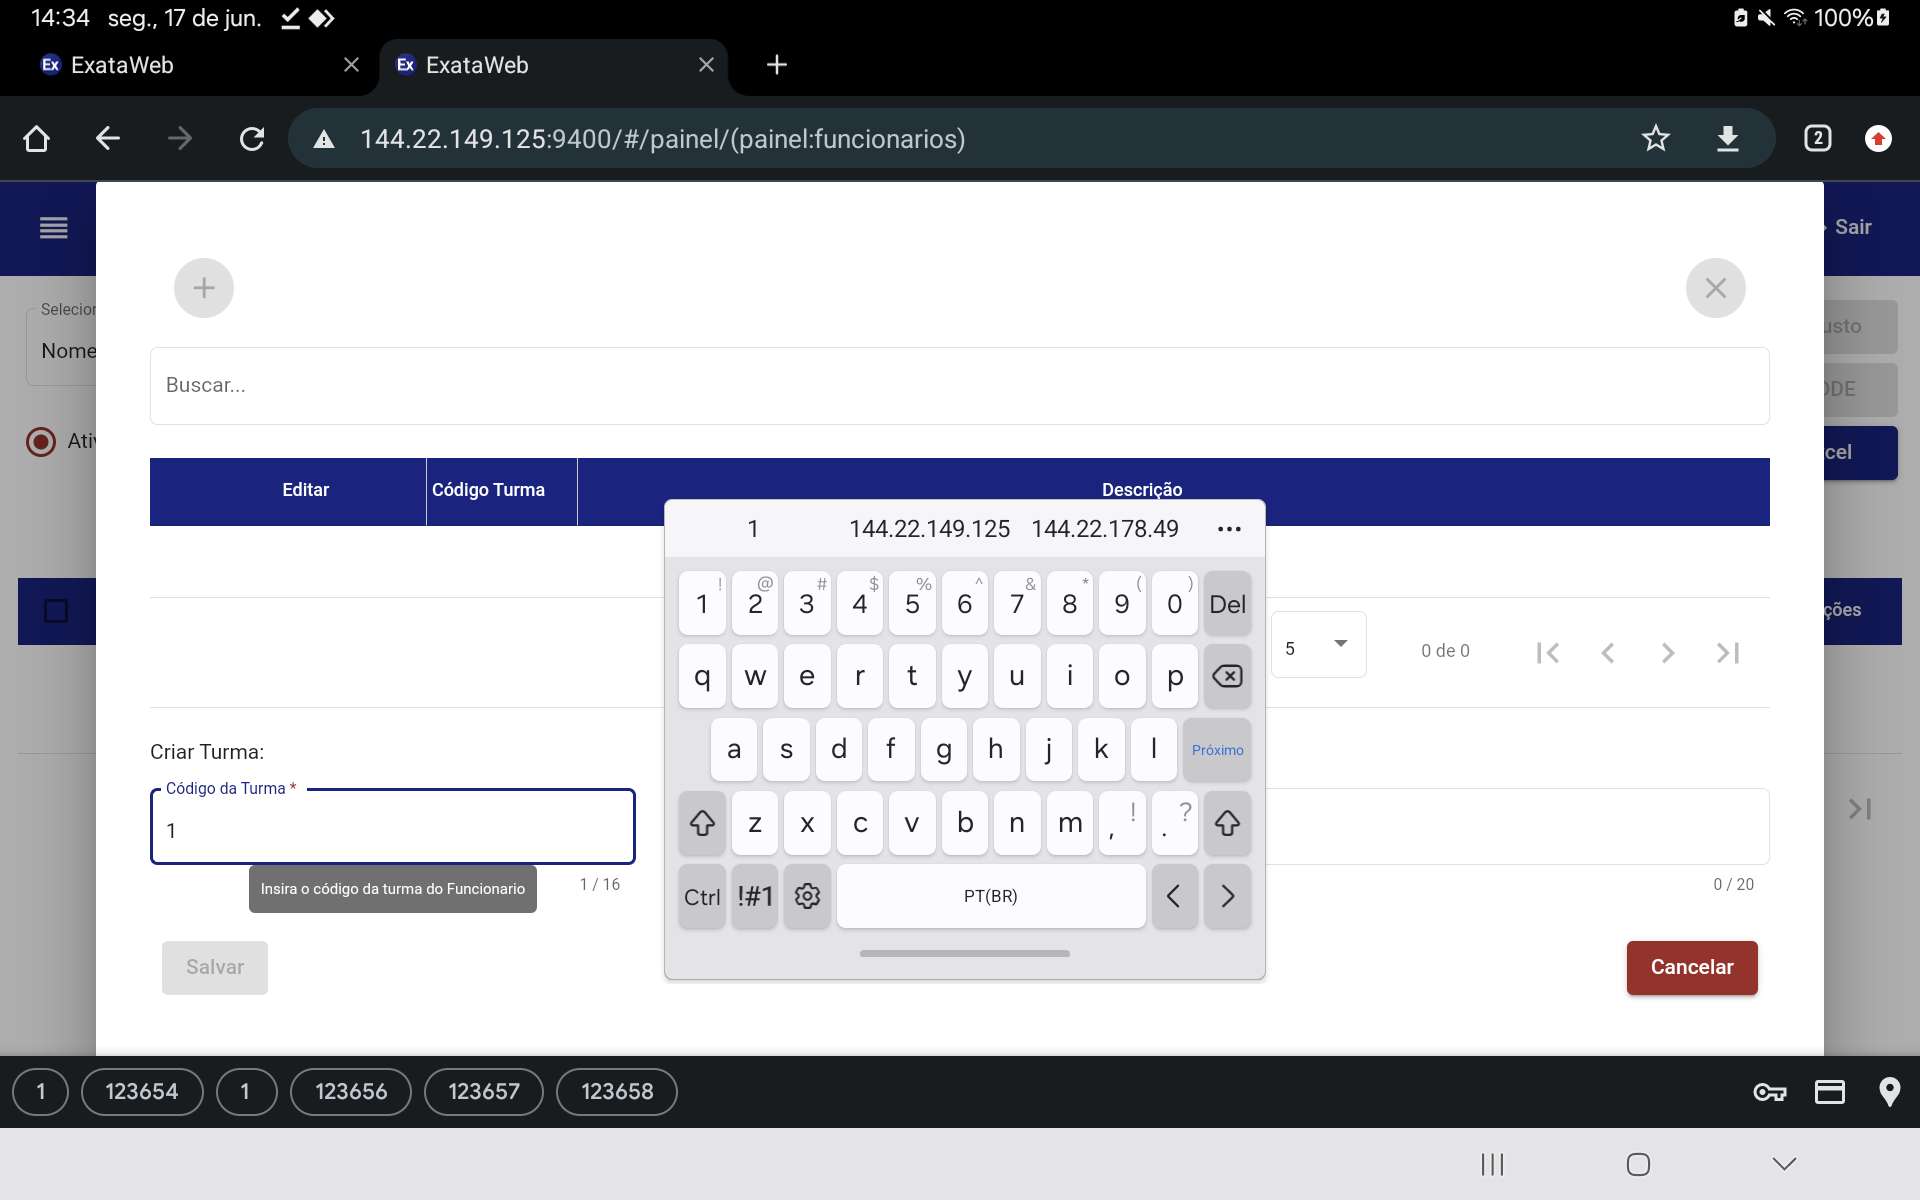 14:34 seg., 17 de jun. 100%
Ex ExataWeb Ex ExataWeb
144.22.149.125:9400/#/painel/(painel:funcionarios) 2
Sair
Selecior
Nome
usto
Buscar...
ODE
Ativ
cel
Editar Código Turma Descrição
1 144.22.149.125 144.22.178.49 •••
! @ # $ % ^ & * ( )
1 2 3 4 5 6 7 8 9 0 Del
ções
5 0 de 0
q w e r t y u i o p
Criar Turma:
a s d f g h j k l Próximo
Código da Turma *
1
z x c v b n m , ! . ?
1 / 16
0 / 20
Insira o código da turma do Funcionario
Ctrl !#1 PT(BR)
Salvar
Cancelar
1 123654 1 123656 123657 123658